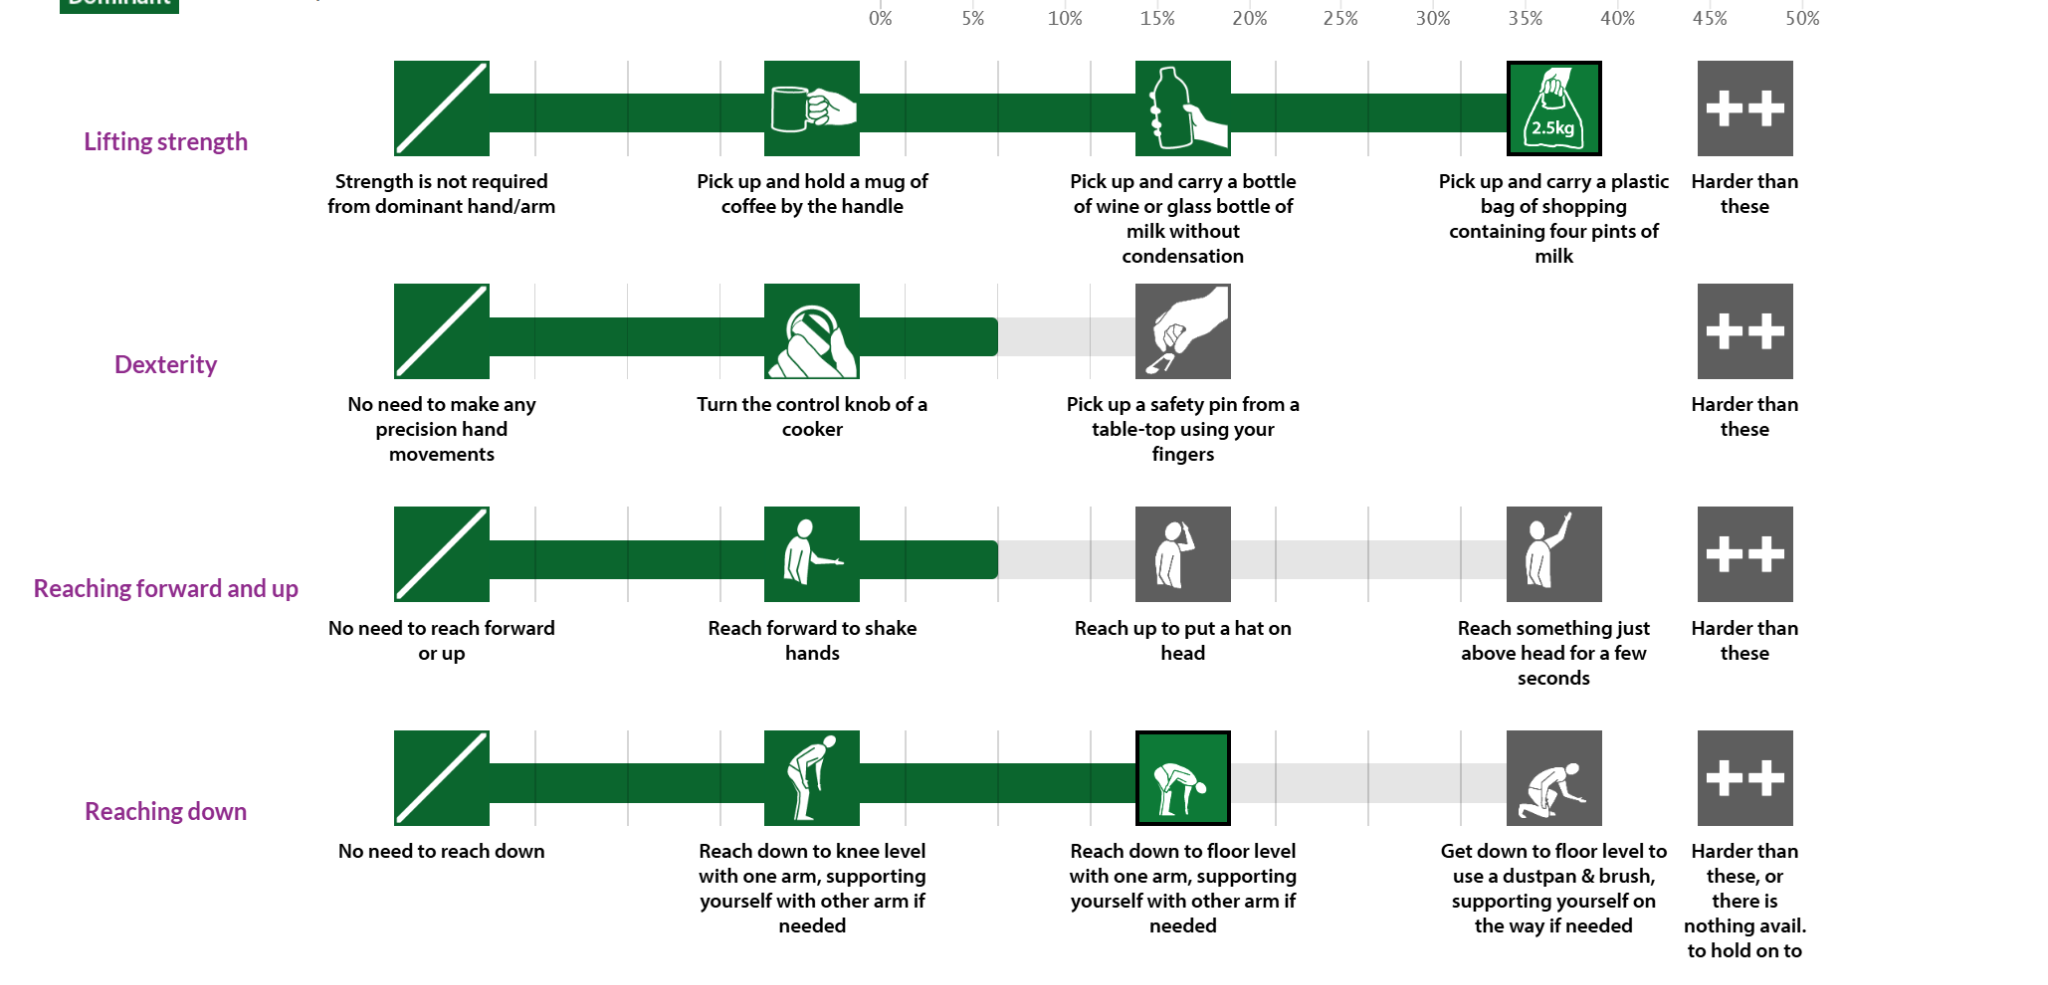 Dominant
0% 5% 10% 15% 20% 25% 30% 35% 40% 45% 50%
Lifting strength
2.5kg
Strength is not required
from dominant hand/arm
Pick up and hold a mug of
coffee by the handle
Pick up and carry a bottle
of wine or glass bottle of
milk without
condensation
Pick up and carry a plastic
bag of shopping
containing four pints of
milk
Harder than
these
Dexterity
No need to make any
precision hand
movements
Turn the control knob of a
cooker
Pick up a safety pin from a
table-top using your
fingers
Harder than
these
Reaching forward and up
No need to reach forward
or up
Reach forward to shake
hands
Reach up to put a hat on
head
Reach something just
above head for a few
seconds
Harder than
these
Reaching down
No need to reach down
Reach down to knee level
with one arm, supporting
yourself with other arm if
needed
Reach down to floor level
with one arm, supporting
yourself with other arm if
needed
Get down to floor level to
use a dustpan & brush,
supporting yourself on
the way if needed
Harder than
these, or
there is
nothing avail.
to hold on to